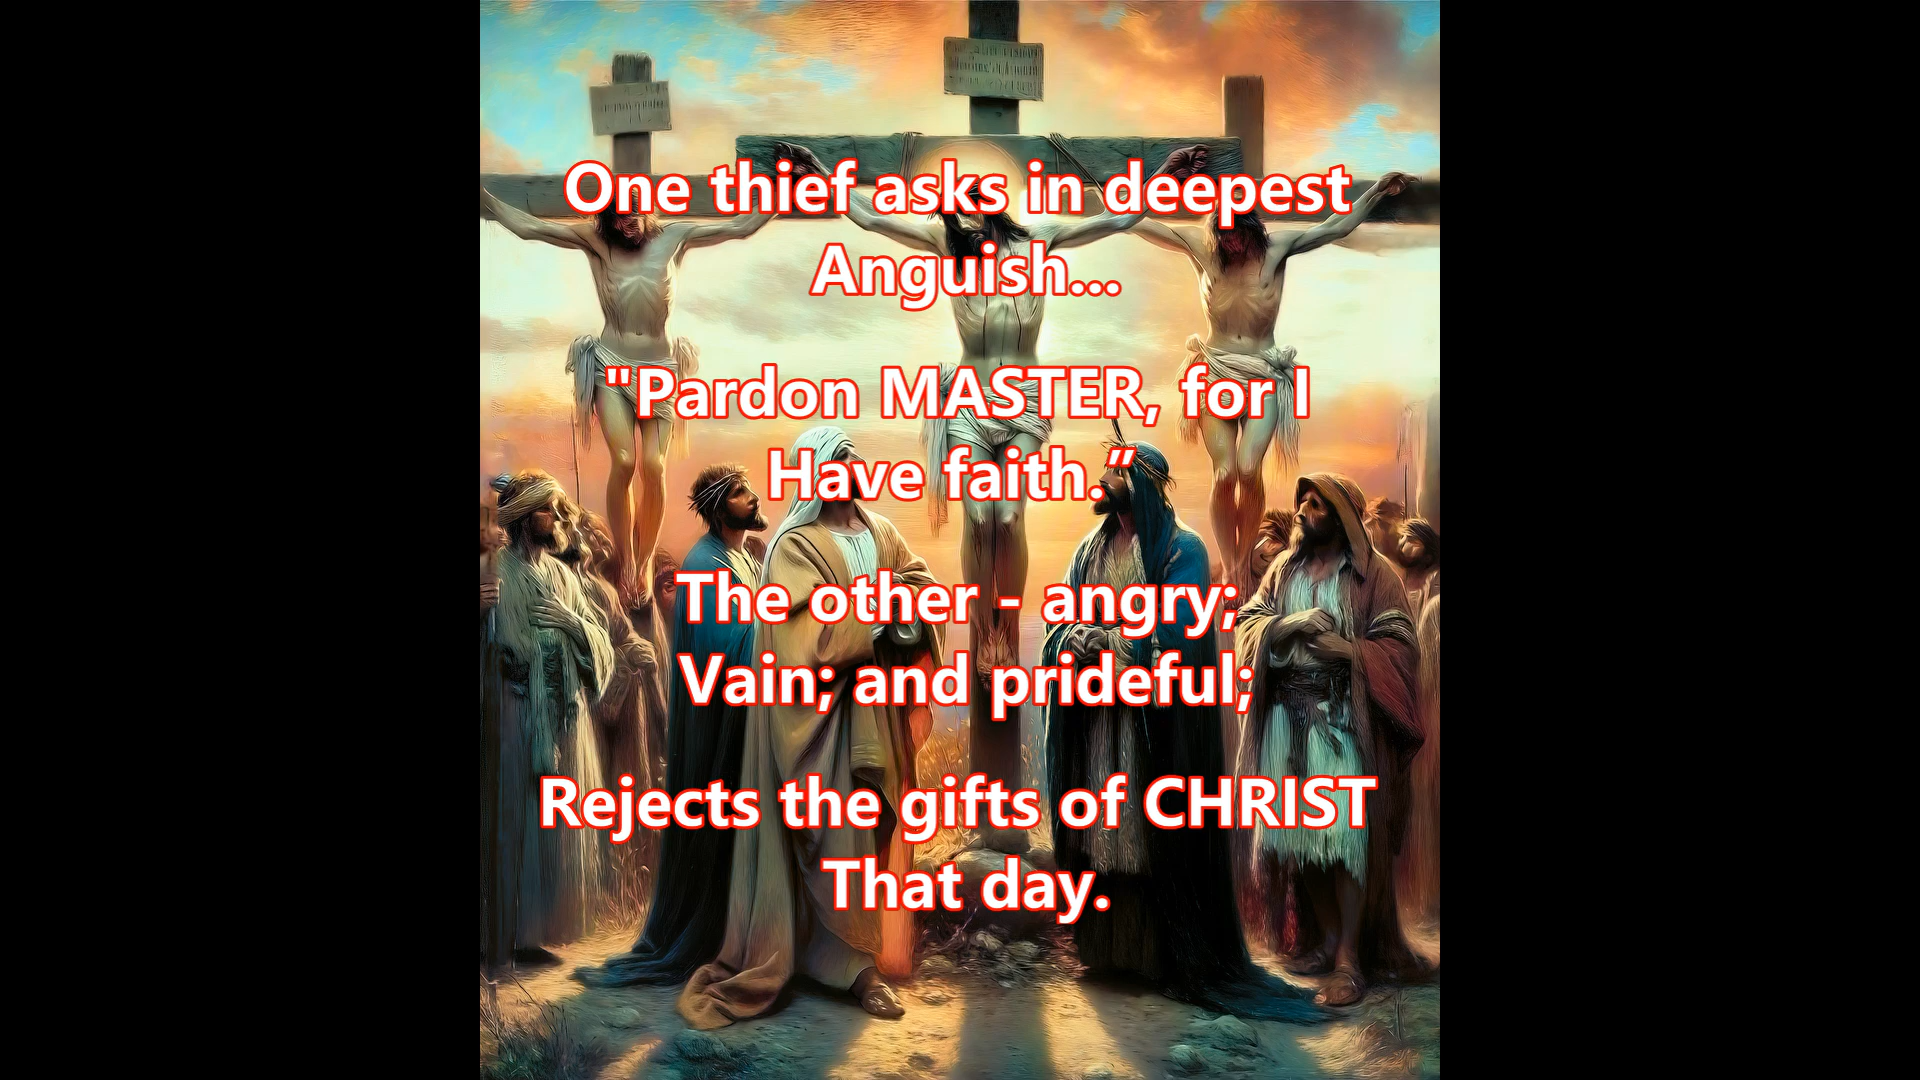 One thief asks in deepest
Anguish...
"Pardon MASTER, for I
Have faith.”
The other - angry;
Vain; and prideful;
Rejects the gifts of CHRIST
That day.